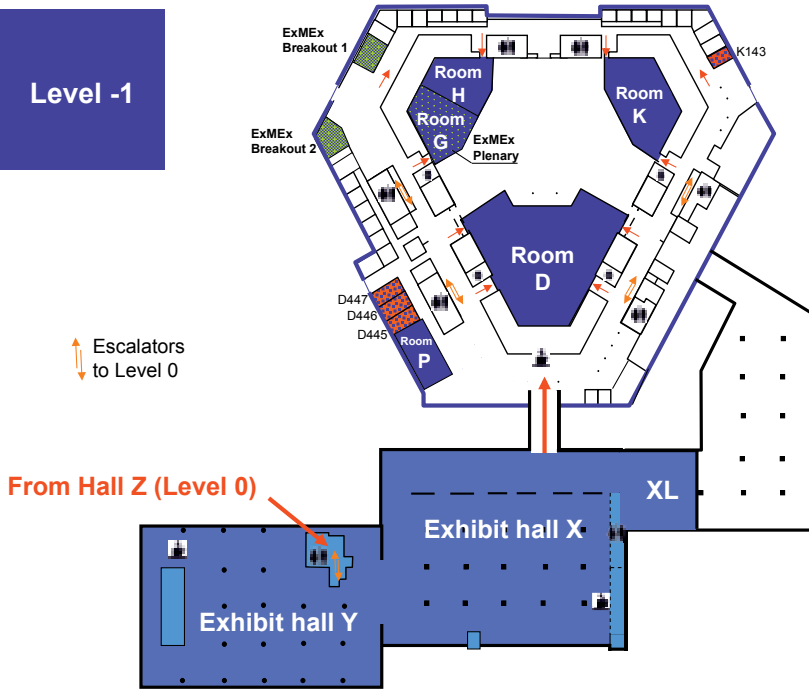 Level -1
ExMEx
Breakout 1
K143
Room
H
Room
K
Room
G
ExMEx
Plenary
ExMEx
Breakout 2
Room
D
D447
D446
D445
Room
P
Escalators
to Level 0
From Hall Z (Level 0)
XL
Exhibit hall X
Exhibit hall Y